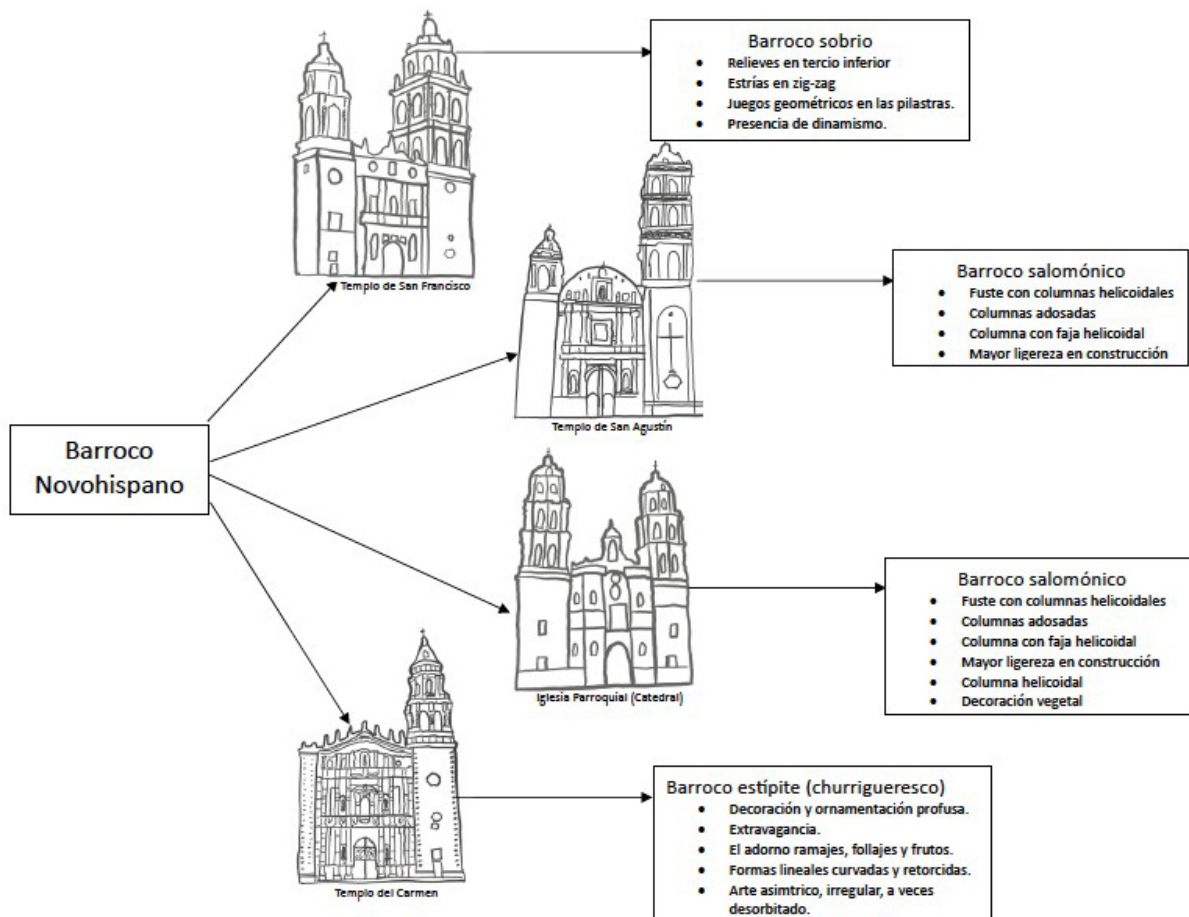 Barroco sobrio
• Relieves en tercio inferior
• Estrías en zig-zag
• Juegos geométricos en las pilastras.
• Presencia de dinamismo.
Templo de San Francisco
Barroco salomónico
• Fuste con columnas helicoidales
• Columnas adosadas
• Columna con faja helicoidal
• Mayor ligereza en construcción
Templo de San Agustín
Barroco
Novohispano
Barroco salomónico
• Fuste con columnas helicoidales
• Columnas adosadas
• Columna con faja helicoidal
• Mayor ligereza en construcción
• Columna helicoidal
• Decoración vegetal
Iglesia Parroquial (Catedral)
Barroco estípite (churrigueresco)
• Decoración y ornamentación profusa.
• Extravagancia.
• El adorno ramajes, follajes y frutos.
• Formas lineales curvadas y retorcidas.
• Arte asimtrico, irregular, a veces
desorbitado.
Templo del Carmen